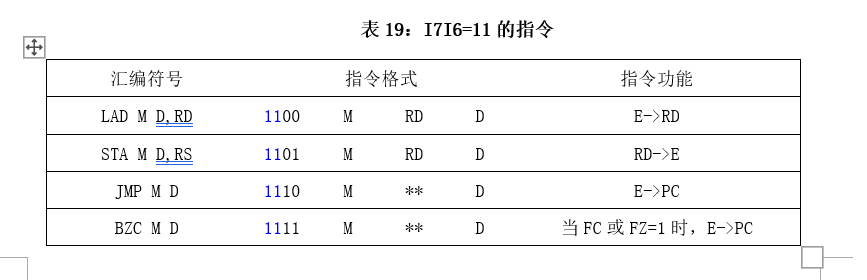 表 19：I7I6=11 的指令
汇编符号 指令格式 指令功能
LAD M D,RD 1100 M RD D E->RD
STA M D,RS 1101 M RD D RD->E
JMP M D 1110 M ** D E->PC
BZC M D 1111 M ** D 当 FC 或 FZ=1 时，E->PC